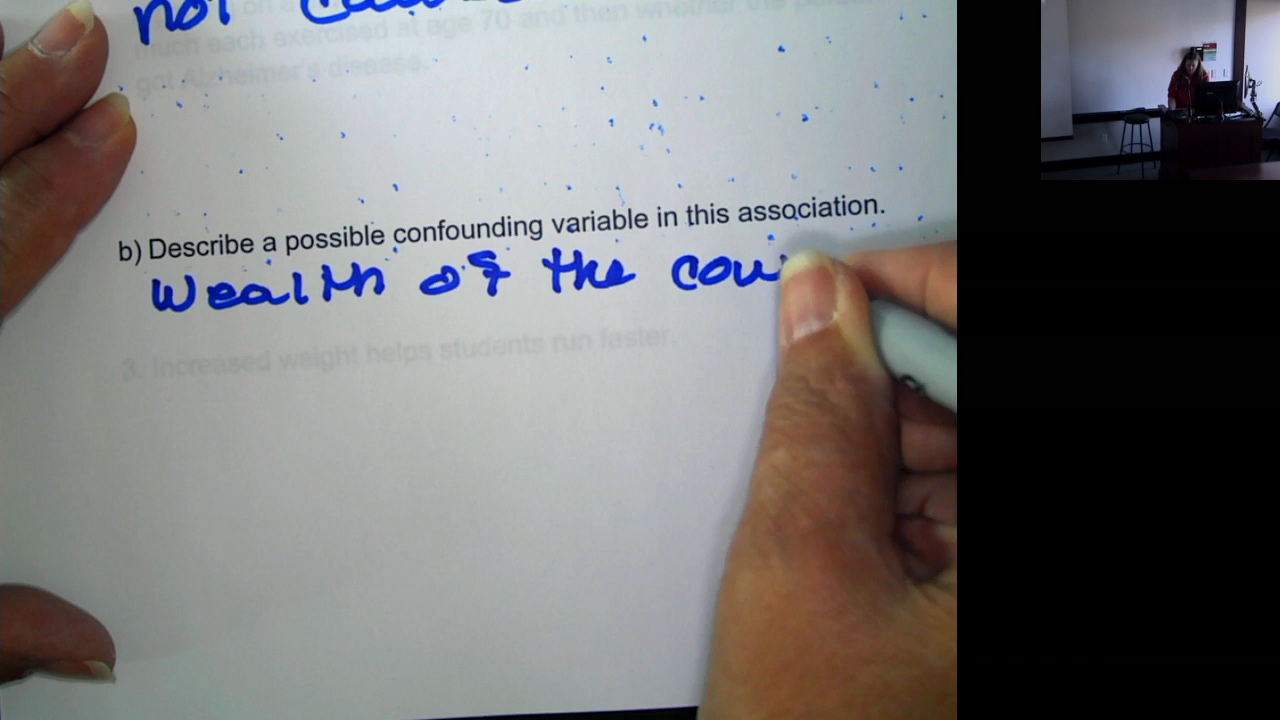 not
much each exercised at age 70 and then whether the
got Alzheimer's disease.
b) Describe a possible confounding variable in this association.
Wealth of the cou
3. Increased weight helps students run faster.